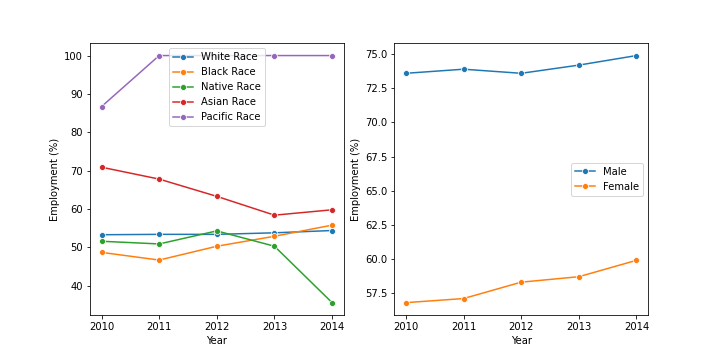 100
90
80
70
60
50
40
Employment (%)
2010 2011 2012 2013 2014
Year
White Race
Black Race
Native Race
Asian Race
Pacific Race
75.0
72.5
70.0
67.5
65.0
62.5
60.0
57.5
Employment (%)
2010 2011 2012 2013 2014
Year
Male
Female